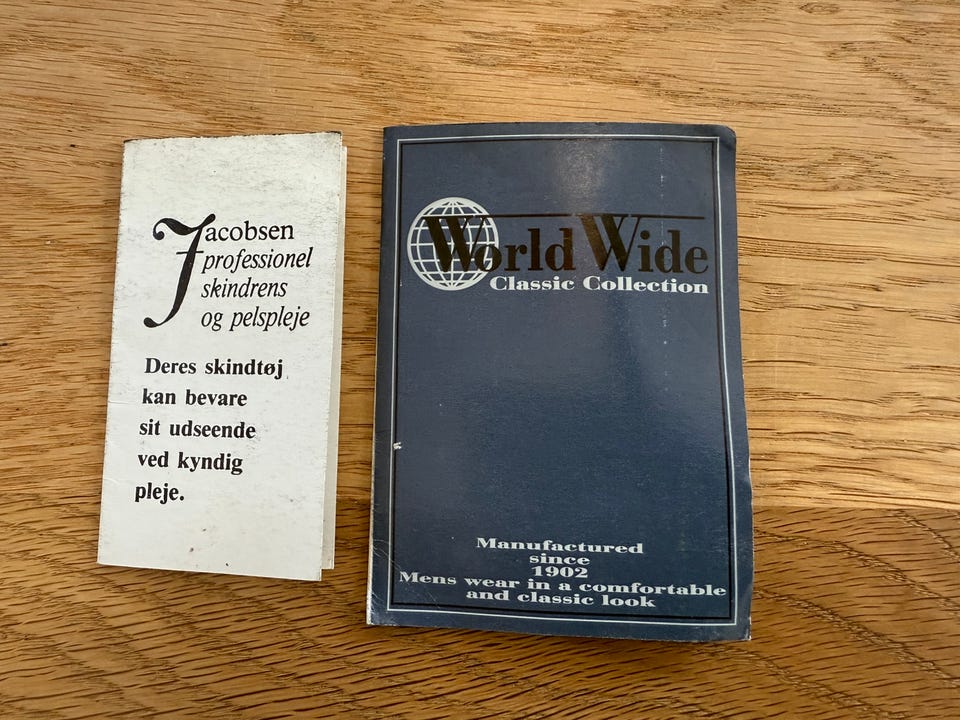 Jacobsen
professionel
skindrens
og pelspleje
Deres skindtøj
kan bevare
sit udseende
ved kyndig
pleje.
World Wide
Classic Collection
Manufactured
since
1902
Mens wear in a comfortable
and classic look